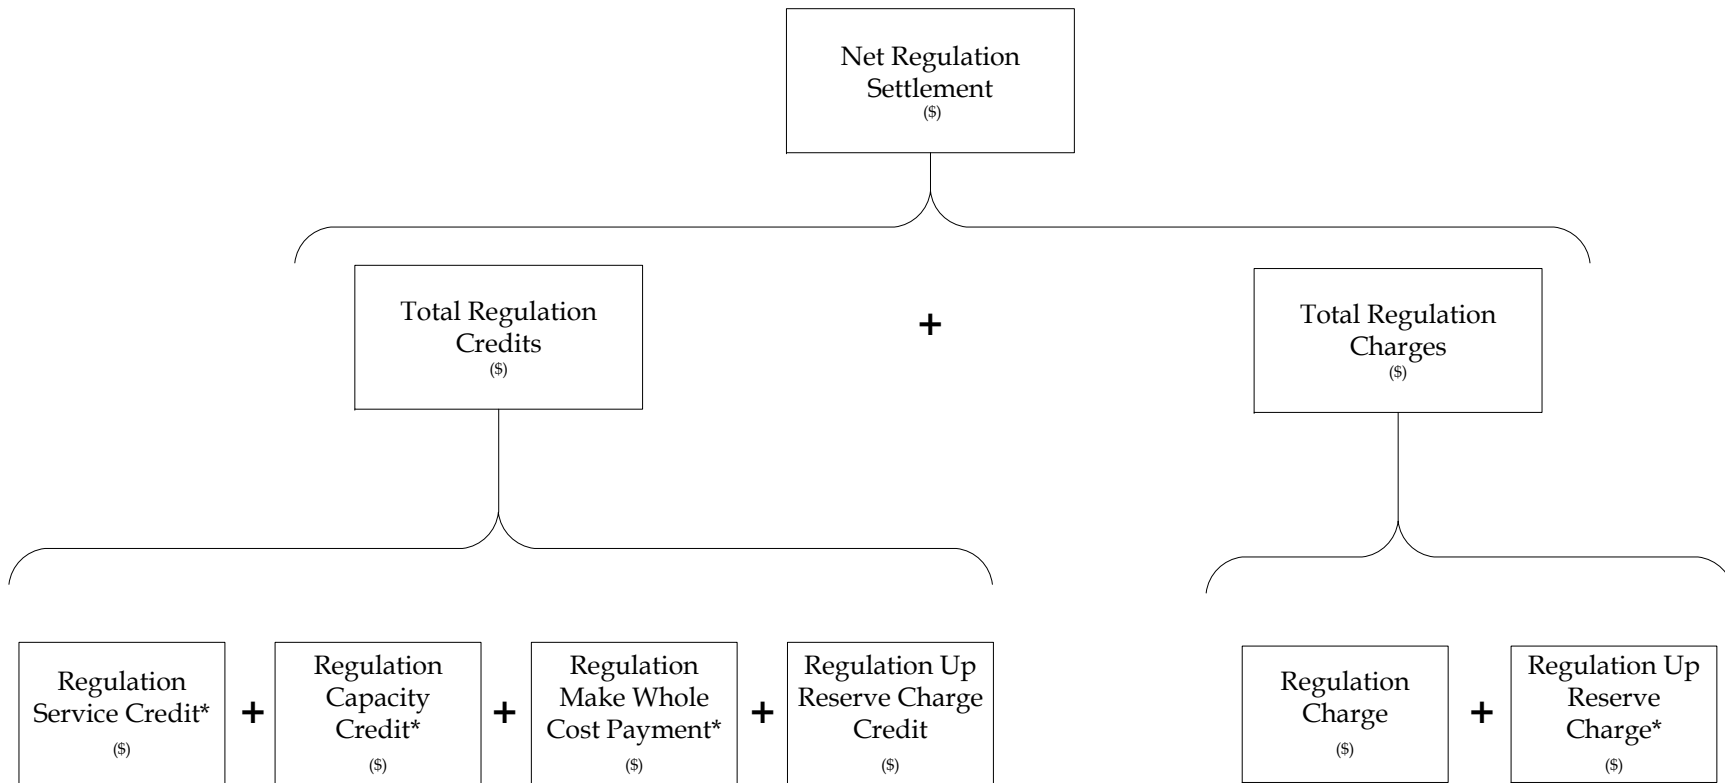 Net Regulation
Settlement
($)
Total Regulation
Credits
($)
+
Total Regulation
Charges
($)
Regulation
Service Credit*
($)
+
Regulation
Capacity
Credit*
($)
+
Regulation
Make Whole
Cost Payment*
($)
+
Regulation Up
Reserve Charge
Credit
($)
Regulation
Charge
($)
+
Regulation Up
Reserve
Charge*
($)